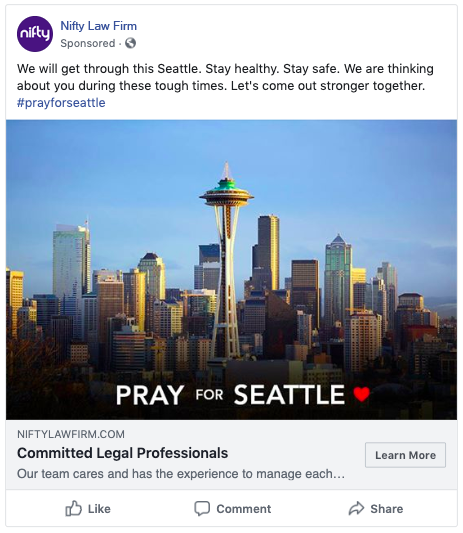 nifty
Nifty Law Firm
Sponsored ·
We will get through this Seattle. Stay healthy. Stay safe. We are thinking
about you during these tough times. Let's come out stronger together.
#prayforseattle
PRAY FOR SEATTLE
NIFTYLAWFIRM.COM
Committed Legal Professionals
Learn More
Our team cares and has the experience to manage each...
Like
Comment
Share